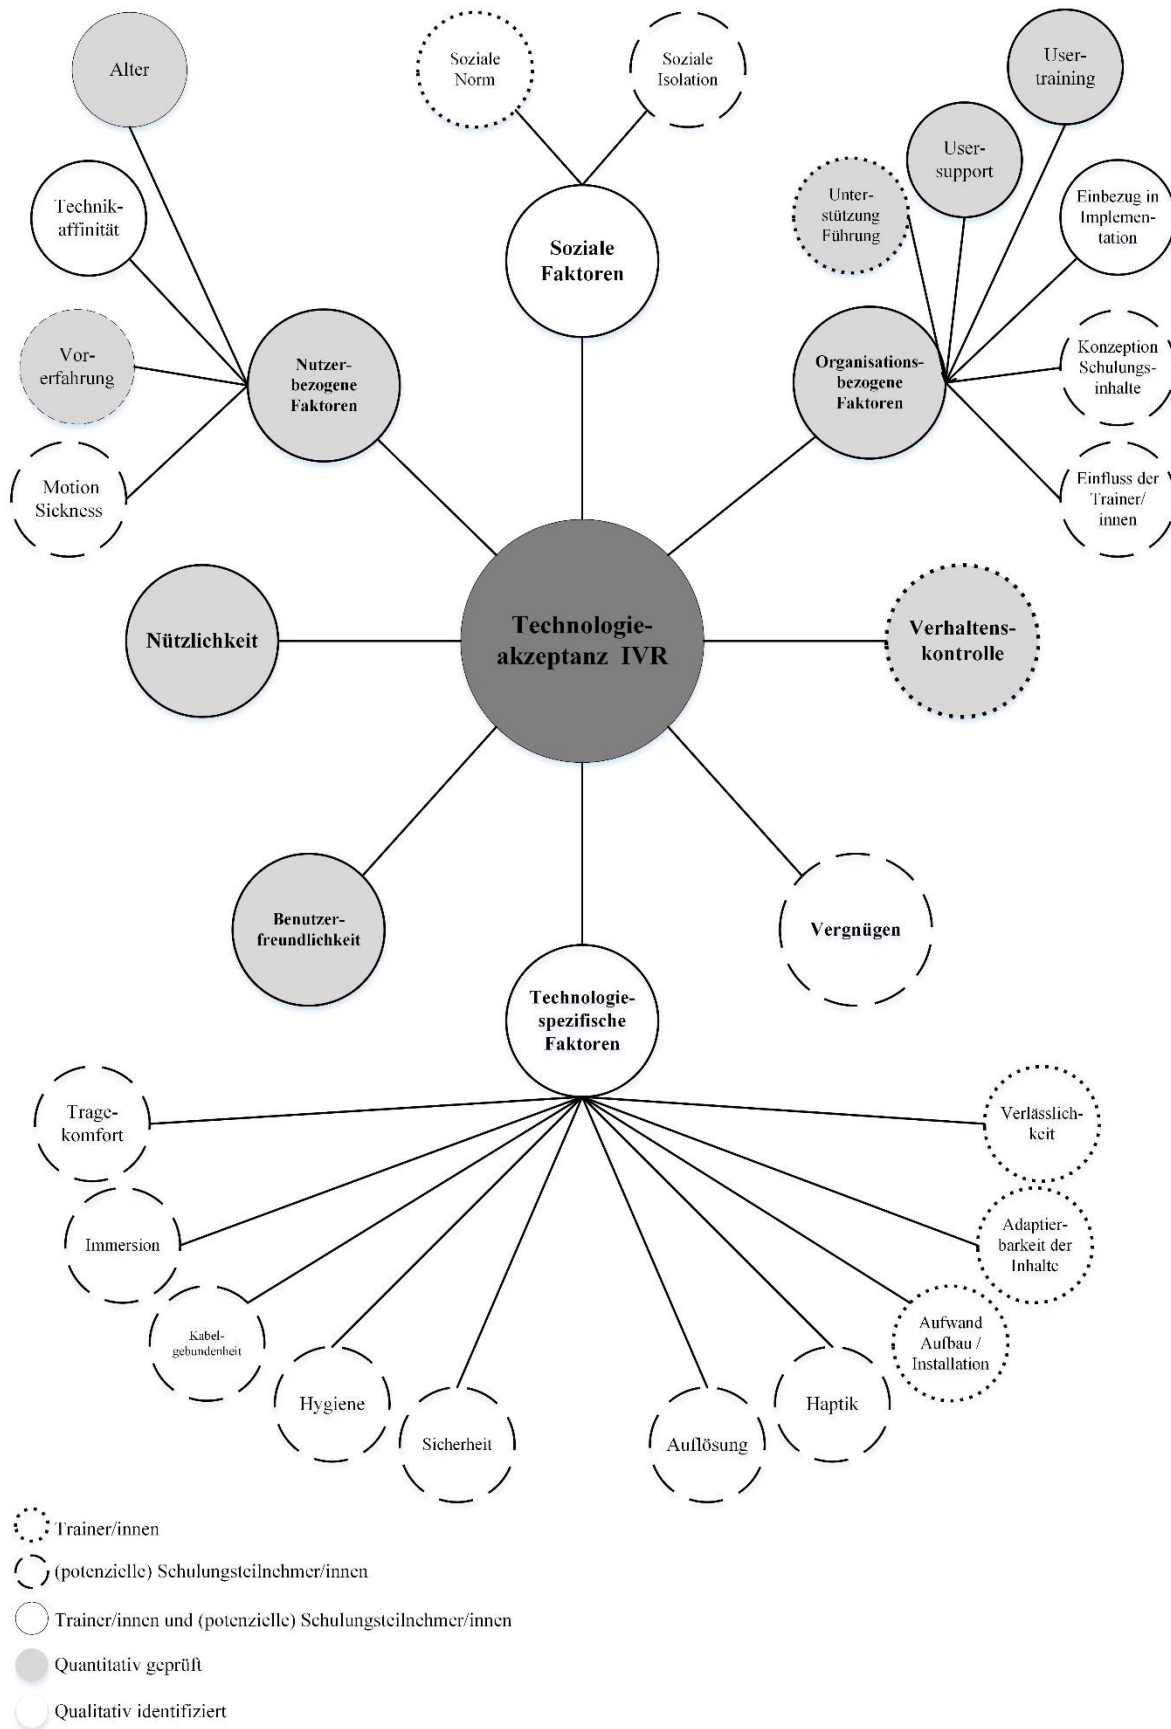 Alter
Soziale
Norm
Soziale
Isolation
User-
training
Technik-
affinität
User-
support
Unter-
stützung
Führung
Einbezug in
Implemen-
tation
Soziale
Faktoren
Vor-
erfahrung
Nutzer-
bezogene
Faktoren
Organisations-
bezogene
Faktoren
Konzeption
Schulungs-
inhalte
Motion
Sickness
Einfluss der
Trainer/
innen
Nützlichkeit
Technologie-
akzeptanz IVR
Verhaltens-
kontrolle
Benutzer-
freundlichkeit
Vergnügen
Technologie-
spezifische
Faktoren
Trage-
komfort
Verlässlich-
keit
Immersion
Adaptier-
barkeit der
Inhalte
Kabel-
gebundenheit
Aufwand
Aufbau /
Installation
Hygiene
Haptik
Sicherheit
Auflösung
Trainer/innen
(potenzielle) Schulungsteilnehmer/innen
Trainer/innen und (potenzielle) Schulungsteilnehmer/innen
Quantitativ geprüft
Qualitativ identifiziert